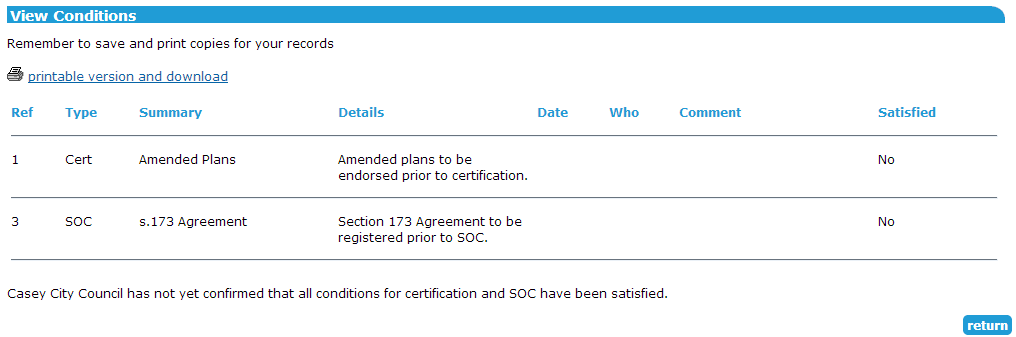 View Conditions
Remember to save and print copies for your records
printable version and download
Ref Type Summary Details Date Who Comment Satisfied
1 Cert Amended Plans Amended plans to be No
endorsed prior to certification.
3 SOC s.173 Agreement Section 173 Agreement to be No
registered prior to SOC.
Casey City Council has not yet confirmed that all conditions for certification and SOC have been satisfied.
return